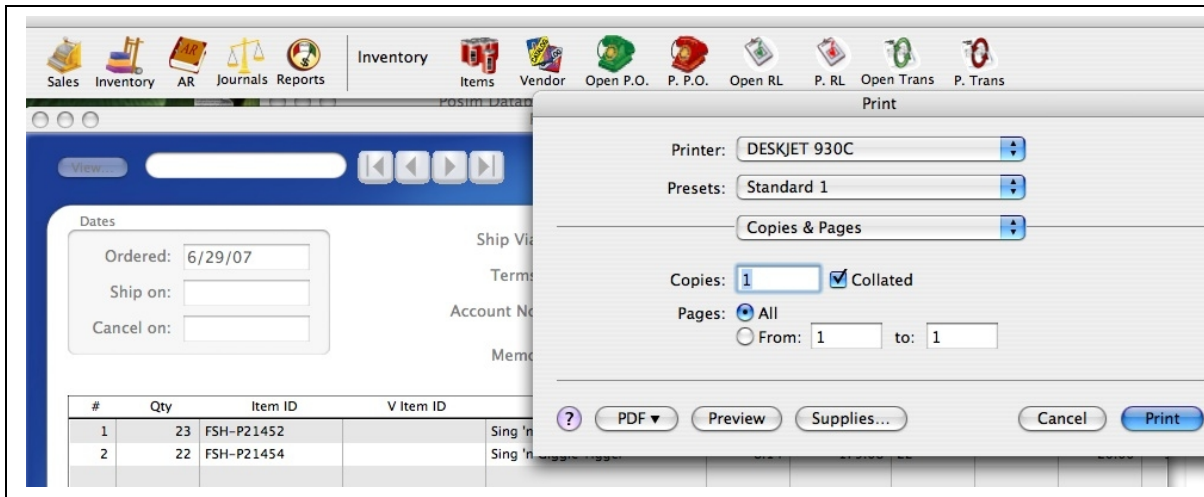 Sales Inventory AR Journals Reports Inventory Items Vendor Open P.O. P. P.O. Open RL P. RL Open Trans P. Trans
Posim Datab
Print
View...
Printer: DESKJET 930C
Presets: Standard 1
Copies & Pages
Dates
Ordered: 6/29/07
Ship on:
Cancel on:
Ship Via
Terms
Account No
Memo
Copies: 1 Collated
Pages: All
From: 1 to: 1
? PDF Preview Supplies... Cancel Print
# Qty Item ID V Item ID
1 23 FSH-P21452 Sing 'n
2 22 FSH-P21454 Sing 'n Giggle Tigger